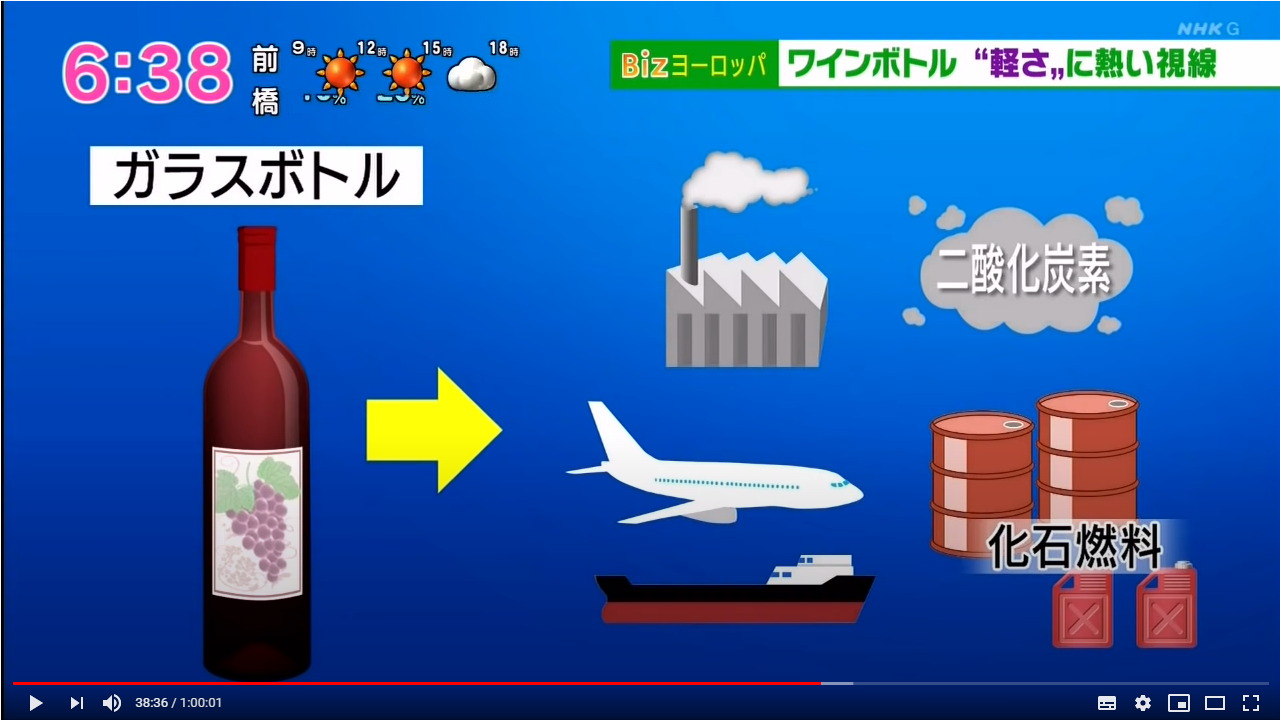 NHK G
6:38
前橋
9時 12時 15時 18時
Bizヨーロッパ
ワインボトル “軽さ„に熱い視線
ガラスボトル
二酸化炭素
化石燃料
38:36 / 1:00:01